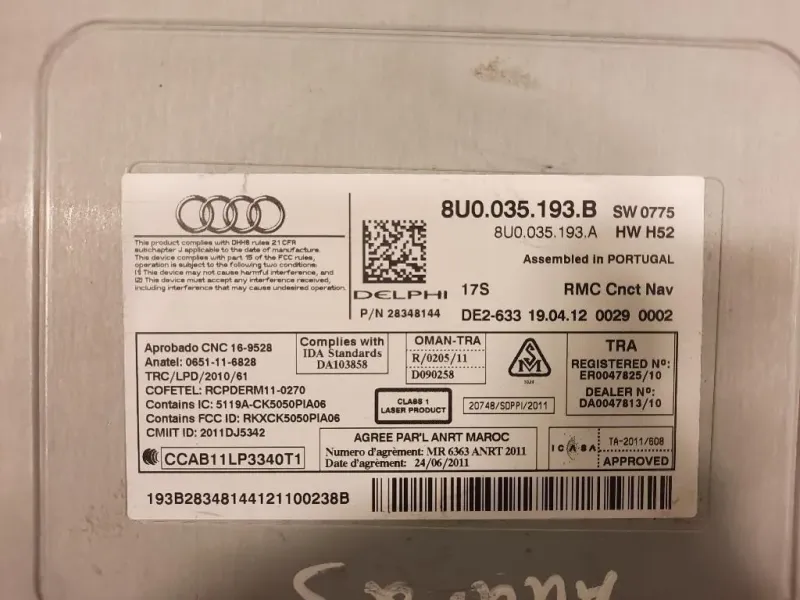 8U0.035.193.B SW 0775
8U0.035.193.A HW H52
Assembled in PORTUGAL
This product complies with DHHS rules 21 CFR
subchapter J applicable to the date of manufacture.
This device complies with part 15 of the FCC rules,
operation is subject to the following two conditions:
(1) This device may not cause harmful interference, and
(2) This device must accept any interference received,
including interference that may cause undesired operation.
DELPHI 17S RMC Cnct Nav
P/N 28348144 DE2-633 19.04.12 0029 0002
Aprobado CNC 16-9528
Anatel: 0651-11-6828
TRC/LPD/2010/61
COFETEL: RCPDERM11-0270
Contains IC: 5119A-CK5050PIA06
Contains FCC ID: RKXCK5050PIA06
CMIIT ID: 2011DJ5342
CCAB11LP3340T1
Complies with
IDA Standards
DA103858
OMAN-TRA
R/0205/11
D090258
CLASS 1
LASER PRODUCT
20748/SDPPI/2011
TRA
REGISTERED Nº:
ER0047825/10
DEALER Nº:
DA0047813/10
AGREE PAR'L ANRT MAROC
Numero d'agrément: MR 6363 ANRT 2011
Date d'agrément: 24/06/2011
ICASA
TA-2011/608
APPROVED
193B28348144121100238B